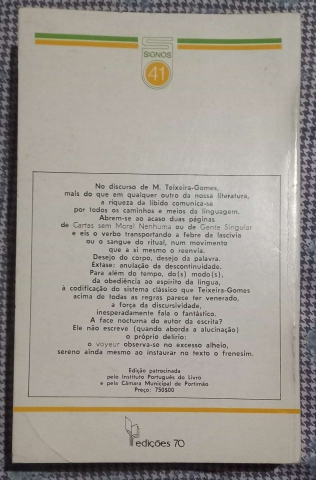 SIGNOS
41
No discurso de M. Teixeira-Gomes,
mais do que em qualquer outro da nossa literatura,
a riqueza da libido comunica-se
por todos os caminhos e meios da linguagem.
Abrem-se ao acaso duas páginas
de Cartas sem Moral Nenhuma ou de Gente Singular
e eis o verbo transportando a febre da lascívia
ou o sangue do ritual, num movimento
que a si mesmo o reenvia.
Desejo do corpo, desejo da palavra.
Êxtase: anulação da descontinuidade.
Para além do tempo, do(s) modo(s),
da obediência ao espírito da língua,
à codificação do sistema clássico que Teixeira-Gomes
acima de todas as regras parece ter venerado,
a força da discursividade,
inesperadamente fala o fantástico.
A face nocturna do autor da escrita?
Ele não escreve (quando aborda a alucinação)
o próprio delírio:
o voyeur observa-se no excesso alheio,
sereno ainda mesmo ao instaurar no texto o frenesim.
Edição patrocinada
pelo Instituto Português do Livro
e pela Câmara Municipal de Portimão
Preço: 750$00
edições 70